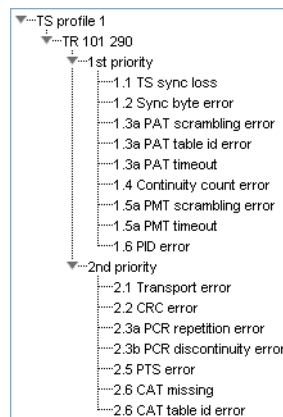 TS profile 1
TR 101 290
1st priority
1.1 TS sync loss
1.2 Sync byte error
1.3a PAT scrambling error
1.3a PAT table id error
1.3a PAT timeout
1.4 Continuity count error
1.5a PMT scrambling error
1.5a PMT timeout
1.6 PID error
2nd priority
2.1 Transport error
2.2 CRC error
2.3a PCR repetition error
2.3b PCR discontinuity error
2.5 PTS error
2.6 CAT missing
2.6 CAT table id error